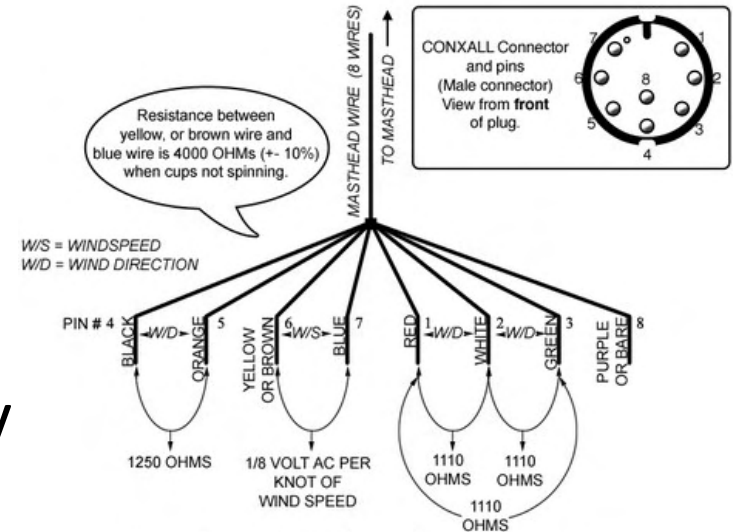 MASTHEAD WIRE (8 WIRES)
TO MASTHEAD
CONXALL Connector
and pins
(Male connector)
View from front
of plug.
7
1
6
8
2
5
3
4
Resistance between
yellow, or brown wire and
blue wire is 4000 OHMs (+- 10%)
when cups not spinning.
W/S = WINDSPEED
W/D = WIND DIRECTION
PIN # 4
BLACK
W/D
ORANGE
5
YELLOW
OR BROWN
6
W/S
BLUE
7
RED
1
W/D
WHITE
2
W/D
GREEN
3
PURPLE
OR BARE
8
1250 OHMS
1/8 VOLT AC PER
KNOT OF
WIND SPEED
1110
OHMS
1110
OHMS
1110
OHMS